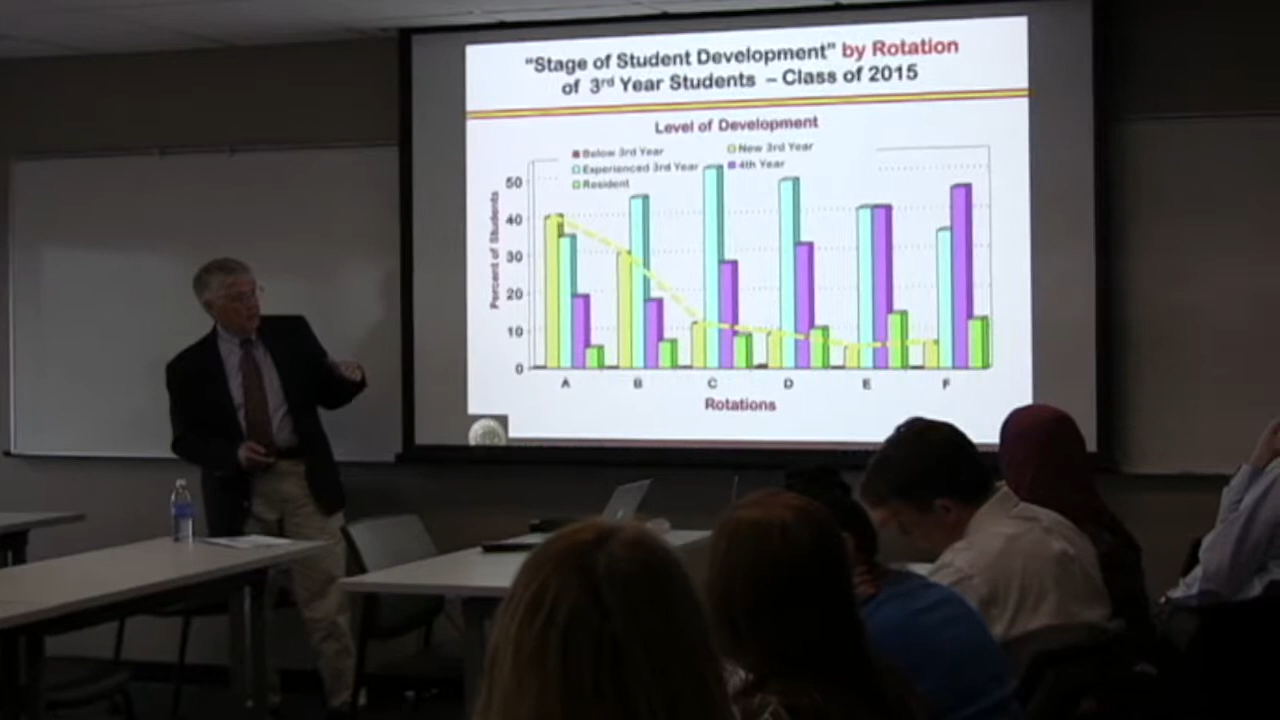 "Stage of Student Development" by Rotation
of 3rd Year Students – Class of 2015
Level of Development
Below 3rd Year
New 3rd Year
Experienced 3rd Year
4th Year
Resident
Percent of Students
50
40
30
20
10
0
A B C D E F
Rotations